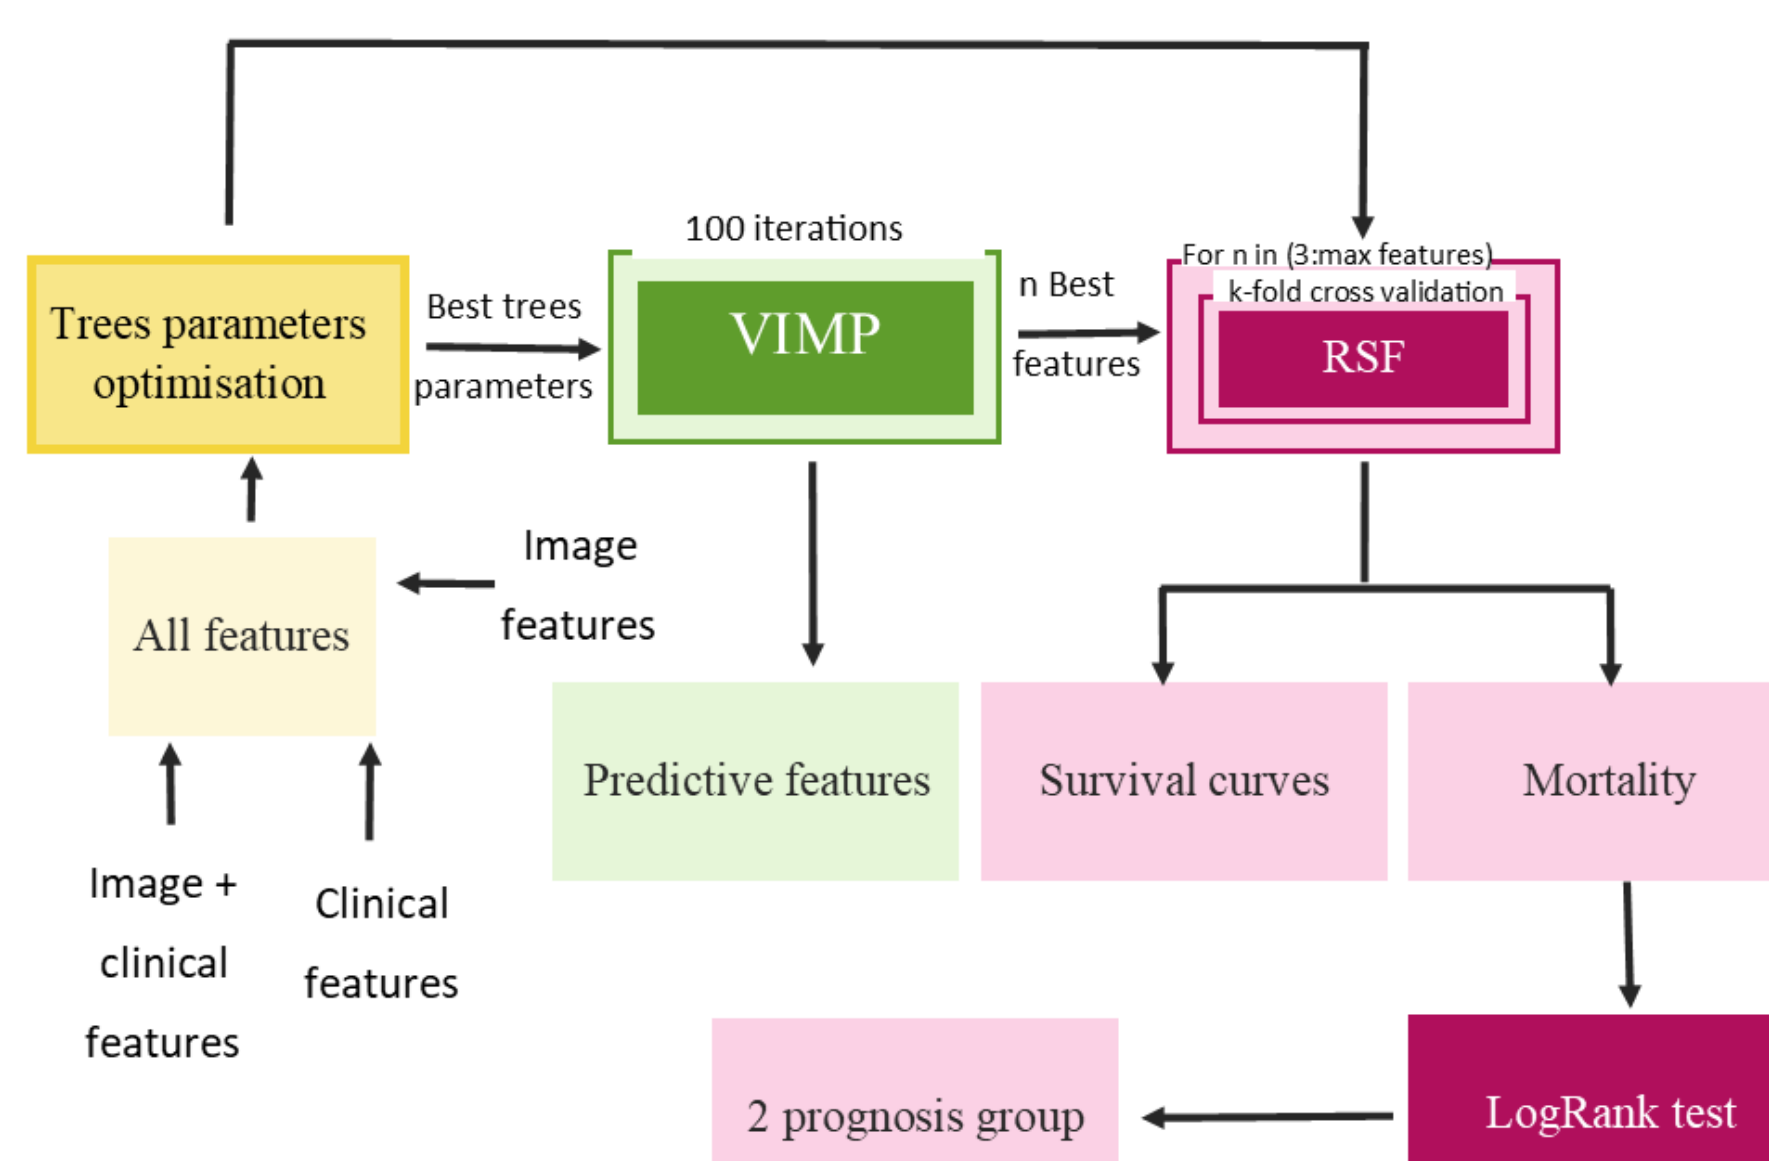 100 iterations
For n in (3:max features)
k-fold cross validation
Trees parameters
optimisation
Best trees
parameters
VIMP
n Best
features
RSF
All features
Image
features
Image +
clinical
features
Clinical
features
Predictive features
Survival curves
Mortality
2 prognosis group
LogRank test